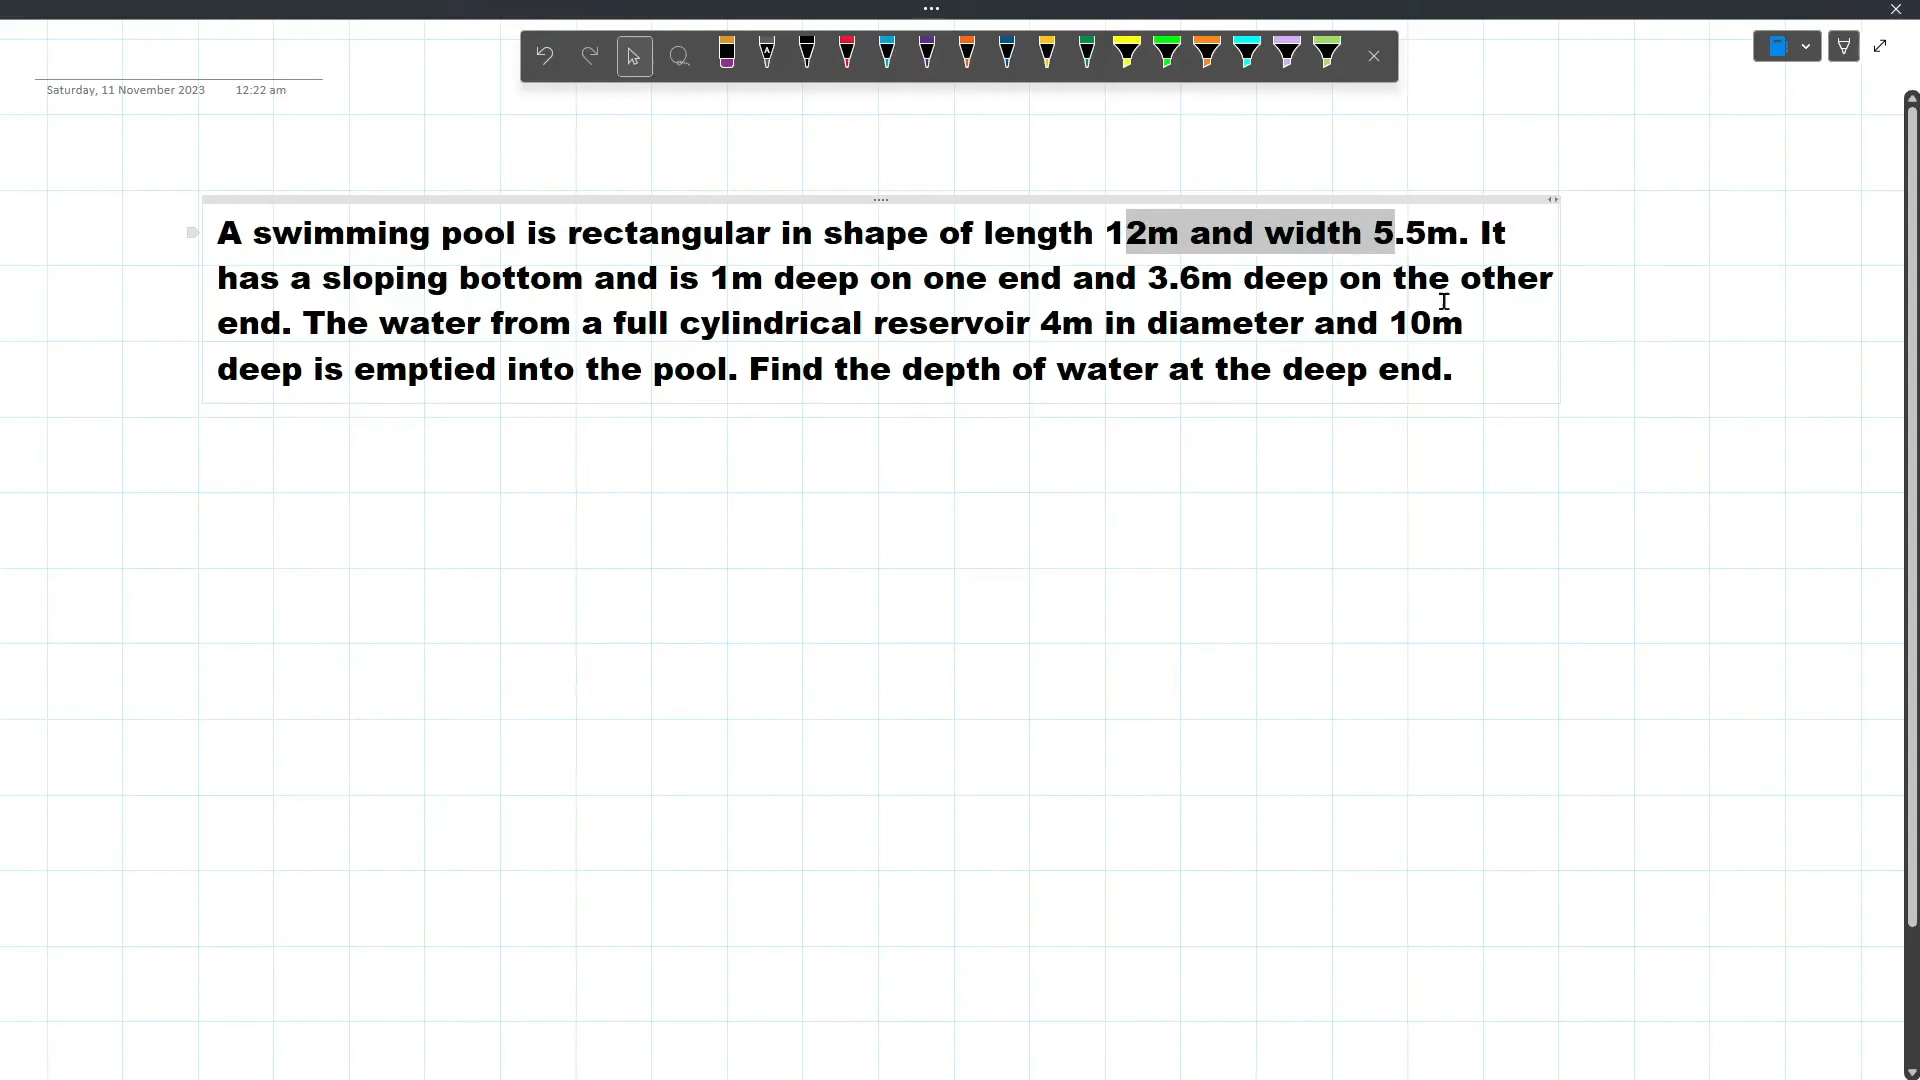 Saturday, 11 November 2023 12:22 am
A swimming pool is rectangular in shape of length 12m and width 5.5m. It
has a sloping bottom and is 1m deep on one end and 3.6m deep on the other
end. The water from a full cylindrical reservoir 4m in diameter and 10m
deep is emptied into the pool. Find the depth of water at the deep end.